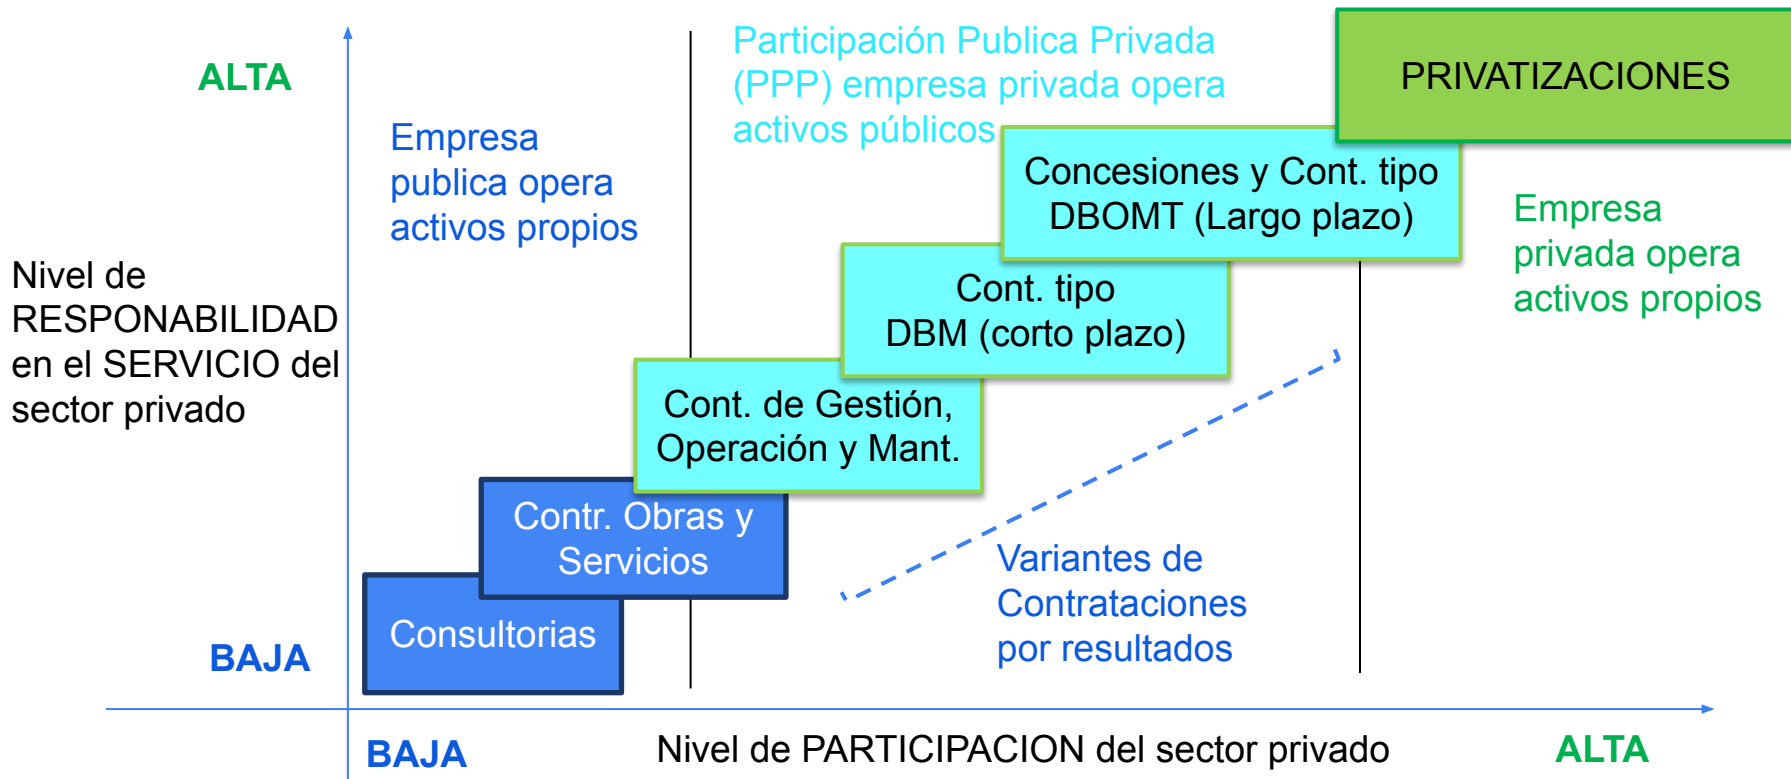 ALTA
Empresa
publica opera
activos propios
Participación Publica Privada
(PPP) empresa privada opera
activos públicos
PRIVATIZACIONES
Concesiones y Cont. tipo
DBOMT (Largo plazo)
Empresa
privada opera
activos propios
Nivel de
RESPONABILIDAD
en el SERVICIO del
sector privado
Cont. tipo
DBM (corto plazo)
Cont. de Gestión,
Operación y Mant.
Contr. Obras y
Servicios
Consultorias
Variantes de
Contrataciones
por resultados
BAJA
BAJA
Nivel de PARTICIPACION del sector privado
ALTA